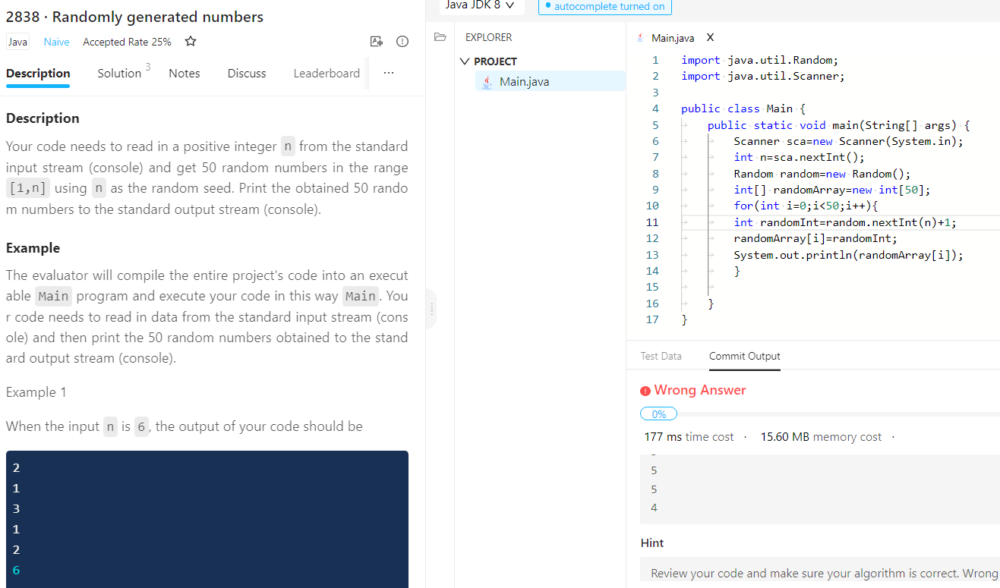 2838 · Randomly generated numbers
Java Naive Accepted Rate 25%
Description Solution 3 Notes Discuss Leaderboard ...
Description
Your code needs to read in a positive integer n from the standard
input stream (console) and get 50 random numbers in the range
[1,n] using n as the random seed. Print the obtained 50 rando
m numbers to the standard output stream (console).
Example
The evaluator will compile the entire project's code into an execut
able Main program and execute your code in this way Main. You
r code needs to read in data from the standard input stream (cons
ole) and then print the 50 random numbers obtained to the stand
ard output stream (console).
Example 1
When the input n is 6, the output of your code should be
2
1
3
1
2
6
Java JDK 8
autocomplete turned on
EXPLORER
PROJECT
Main.java
Main.java X
1 import java.util.Random;
2 import java.util.Scanner;
3
4 public class Main {
5 public static void main(String[] args) {
6 Scanner sca=new Scanner(System.in);
7 int n=sca.nextInt();
8 Random random=new Random();
9 int[] randomArray=new int[50];
10 for(int i=0;i<50;i++){
11 int randomInt=random.nextInt(n)+1;
12 randomArray[i]=randomInt;
13 System.out.println(randomArray[i]);
14 }
15
16 }
17 }
Test Data Commit Output
Wrong Answer
0%
177 ms time cost · 15.60 MB memory cost ·
5
5
4
Hint
Review your code and make sure your algorithm is correct. Wrong